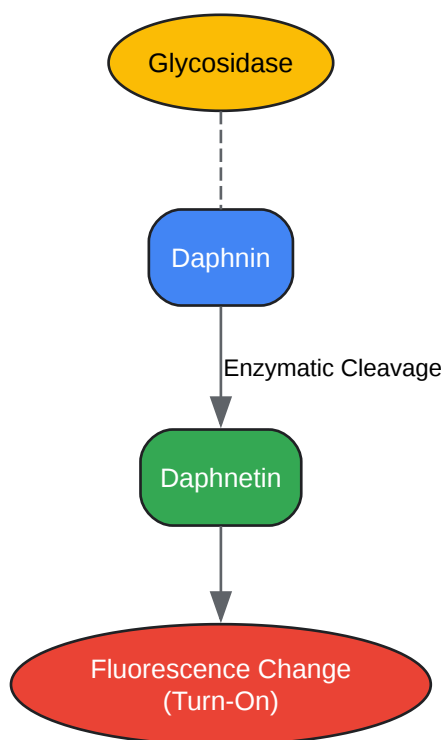 Glycosidase
Daphnin
Enzymatic Cleavage
Daphnetin
Fluorescence Change
(Turn-On)